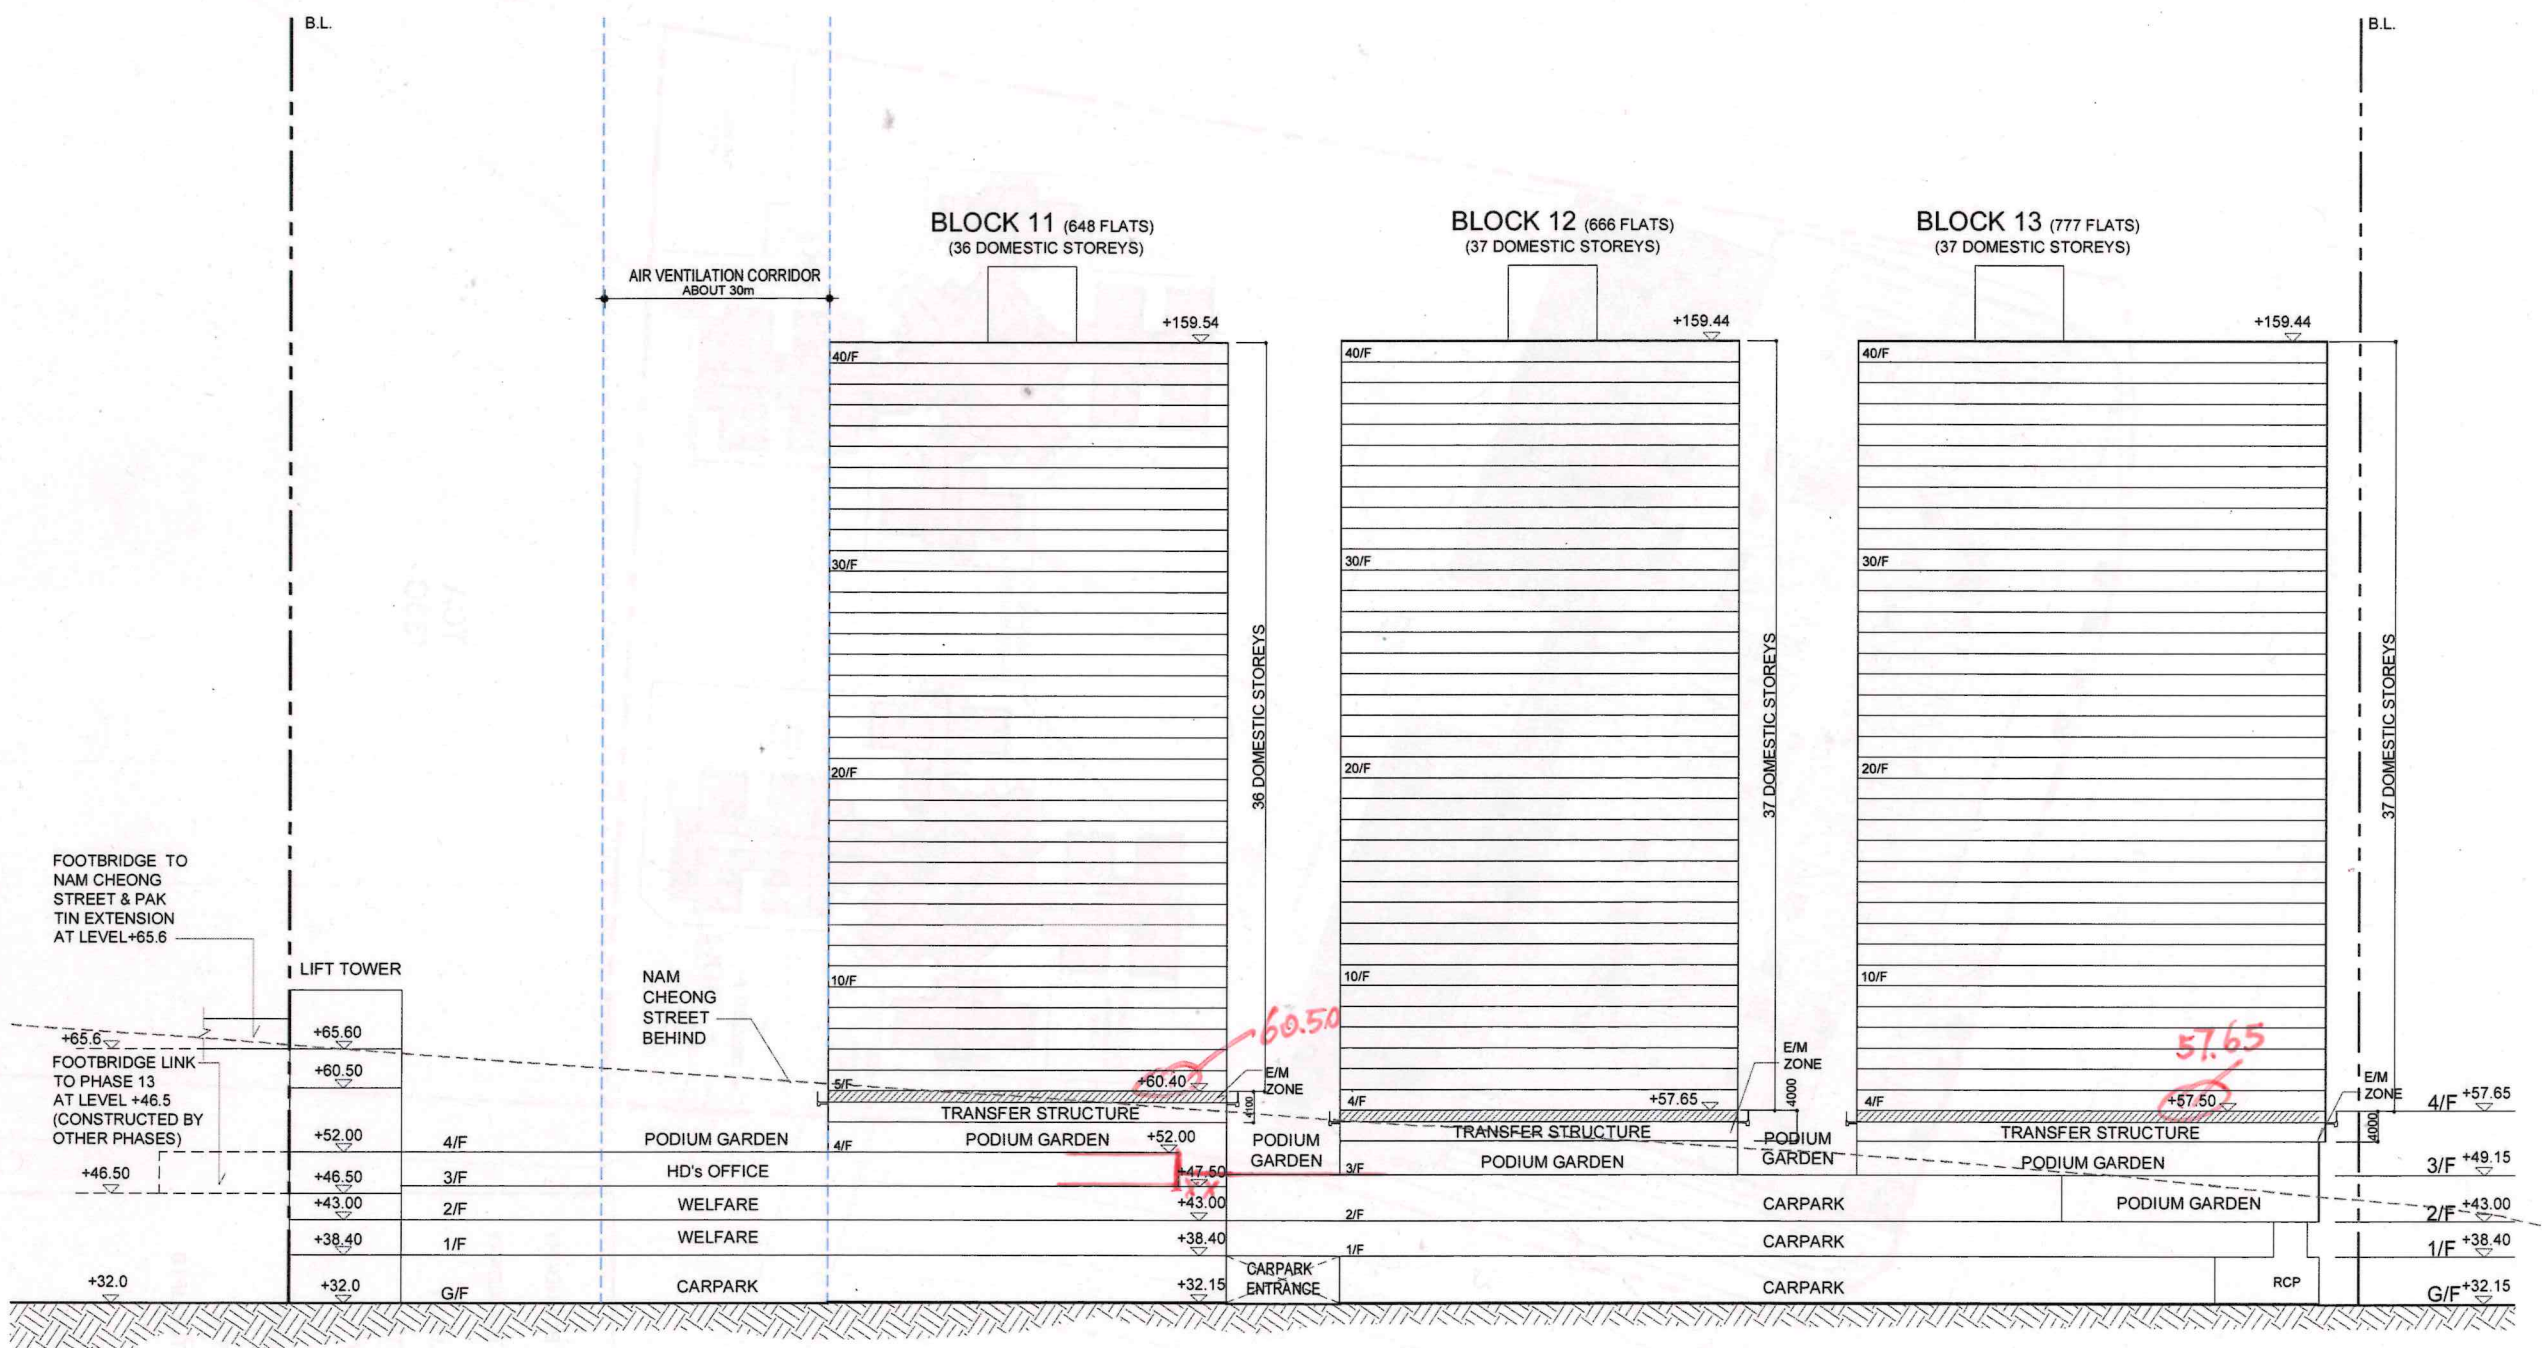 B.L.
B.L.
BLOCK 11 (648 FLATS)
(36 DOMESTIC STOREYS)
BLOCK 12 (666 FLATS)
(37 DOMESTIC STOREYS)
BLOCK 13 (777 FLATS)
(37 DOMESTIC STOREYS)
AIR VENTILATION CORRIDOR
ABOUT 30m
+159.54
+159.44
+159.44
40/F
40/F
40/F
30/F
30/F
30/F
20/F
20/F
20/F
10/F
10/F
10/F
36 DOMESTIC STOREYS
37 DOMESTIC STOREYS
37 DOMESTIC STOREYS
FOOTBRIDGE TO
NAM CHEONG
STREET & PAK
TIN EXTENSION
AT LEVEL+65.6
LIFT TOWER
NAM
CHEONG
STREET
BEHIND
+65.6
+65.60
FOOTBRIDGE LINK
TO PHASE 13
AT LEVEL +46.5
(CONSTRUCTED BY
OTHER PHASES)
+60.50
5/F
+60.40
60.50
E/M
ZONE
4100
TRANSFER STRUCTURE
4/F
+57.65
E/M
ZONE
4000
TRANSFER STRUCTURE
4/F
57.65
+57.50
E/M
ZONE
4000
TRANSFER STRUCTURE
4/F +57.65
+52.00
4/F
PODIUM GARDEN
4/F
PODIUM GARDEN
+52.00
PODIUM
GARDEN
3/F
PODIUM GARDEN
PODIUM
GARDEN
PODIUM GARDEN
3/F +49.15
+46.50
+46.50
3/F
HD's OFFICE
+47.50
+43.00
2/F
WELFARE
+43.00
2/F
CARPARK
PODIUM GARDEN
2/F +43.00
+38.40
1/F
WELFARE
+38.40
1/F
CARPARK
1/F +38.40
+32.0
+32.0
G/F
CARPARK
+32.15
CARPARK
ENTRANCE
CARPARK
RCP
G/F +32.15